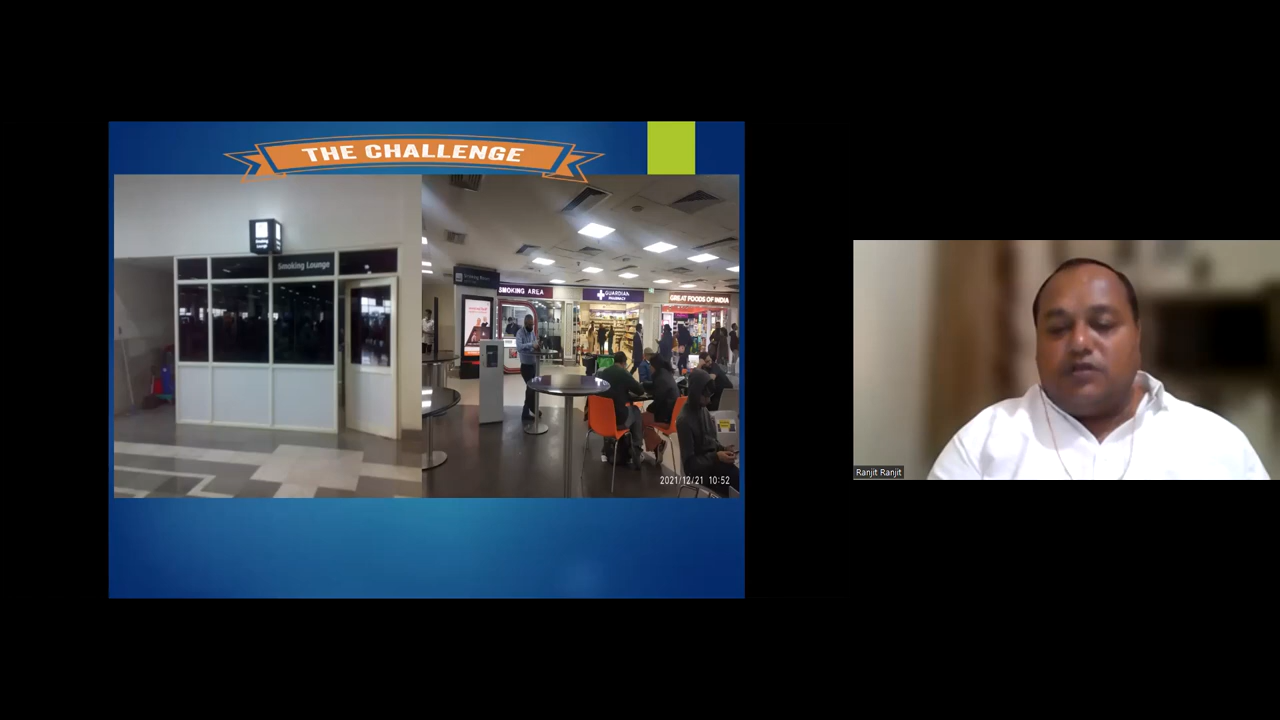 THE CHALLENGE
Smoking Lounge
SMOKING AREA
GUARDIAN
PHARMACY
GREAT FOODS OF INDIA
2021/12/21 10:52
Ranjit Ranjit